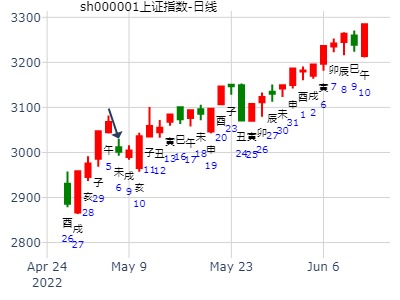 sh000001上证指数-日线
3300
3200
3100
3000
2900
2800
酉
26
戌
27
亥
28
子
29
午
5
未
6
戌
9
亥
10
子
11
丑
12
寅
13
巳
16
午
17
未
18
申
19
酉
20
子
23
丑
24
寅
25
卯
26
辰
27
未
30
申
31
酉
1
戌
2
寅
6
卯
7
辰
8
巳
9
午
10
Apr 24
2022
May 9
May 23
Jun 6